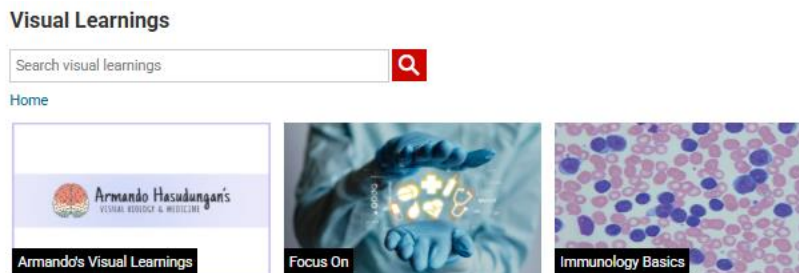 Visual Learnings
Search visual learnings
Home
Armando Hasudungan's
VISUAL BIOLOGY & MEDICINE
Armando's Visual Learnings
Focus On
Immunology Basics